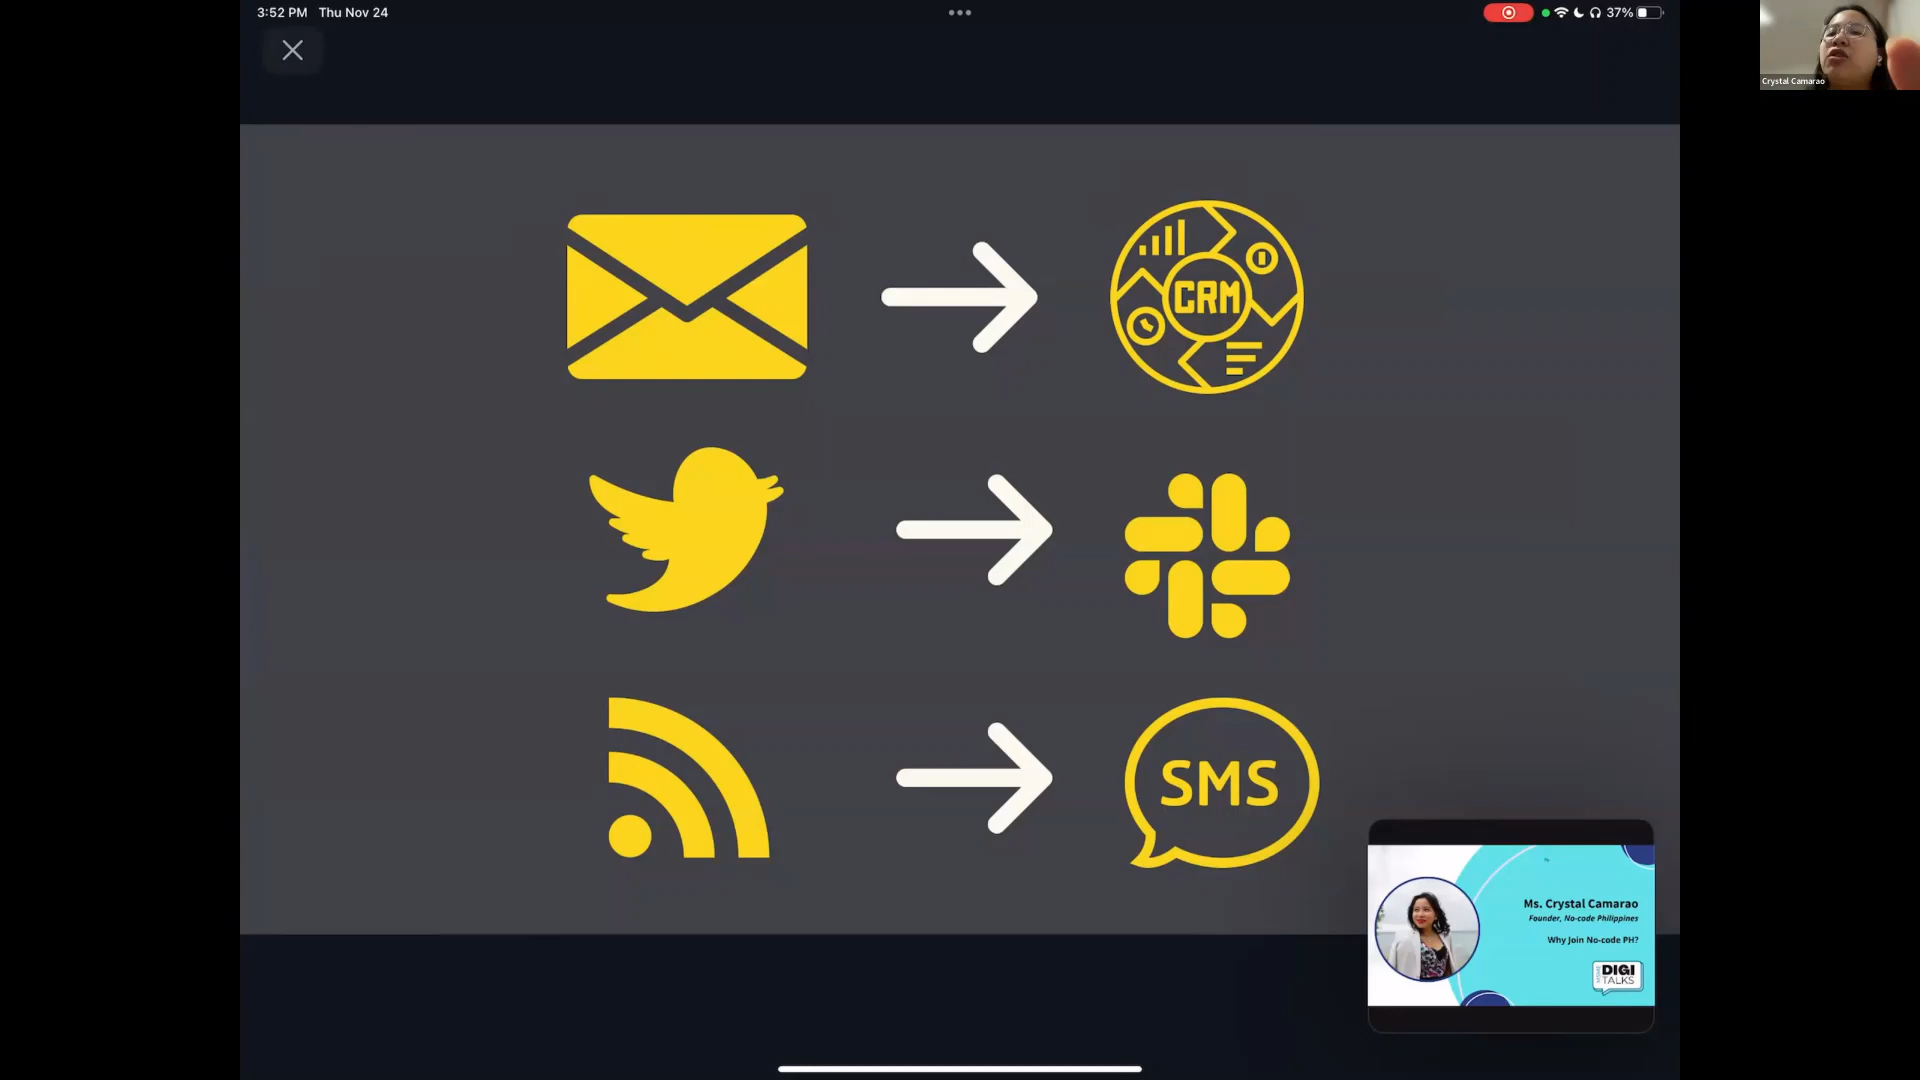 3:52 PM Thu Nov 24
37%
Crystal Camarao
CRM
SMS
Ms. Crystal Camarao
Founder, No-code Philippines
Why Join No-code PH?
DIGI
TALKS